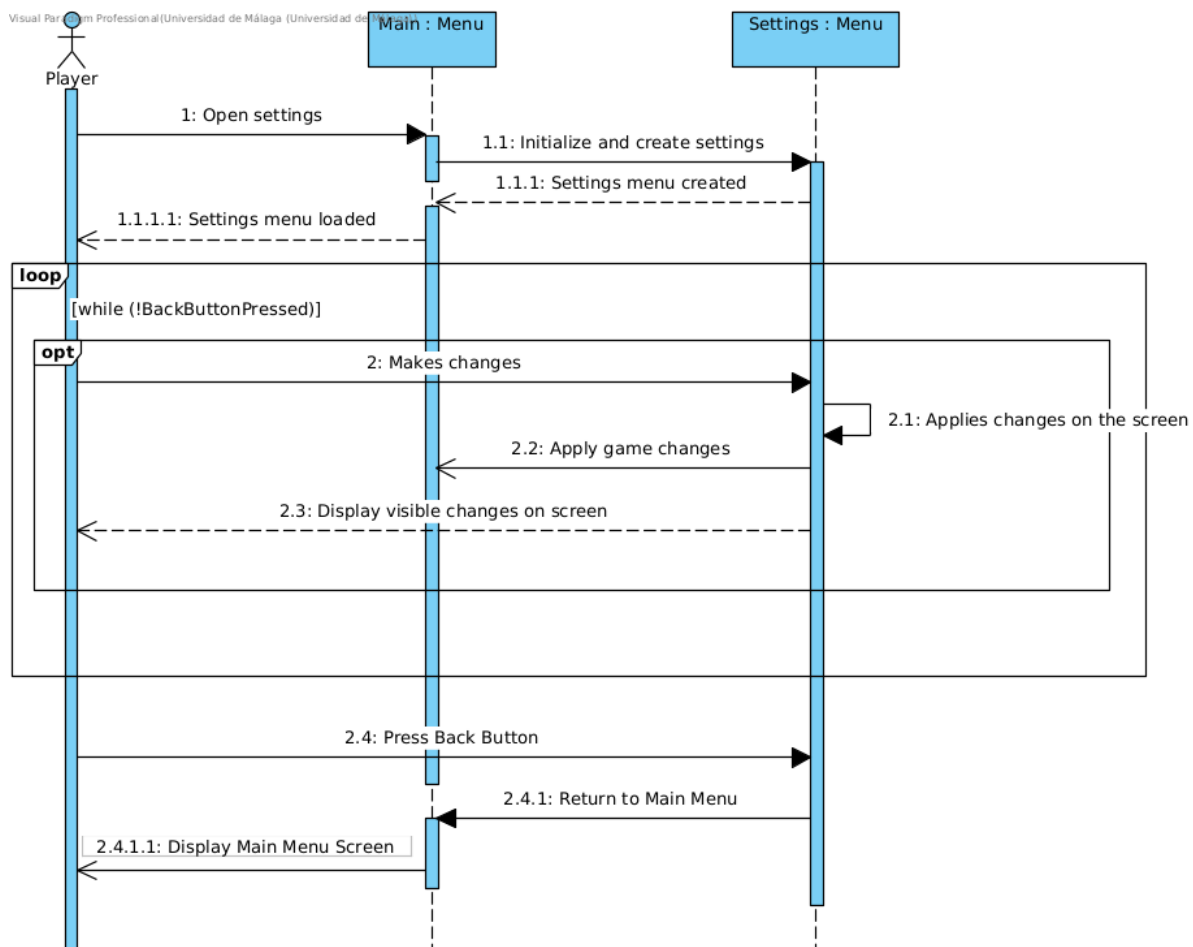 Visual Paradigm Professional(Universidad de Málaga (Universidad de Málaga))
Main : Menu
Settings : Menu
Player
1: Open settings
1.1: Initialize and create settings
1.1.1: Settings menu created
1.1.1.1: Settings menu loaded
loop
[while (!BackButtonPressed)]
opt
2: Makes changes
2.1: Applies changes on the screen
2.2: Apply game changes
2.3: Display visible changes on screen
2.4: Press Back Button
2.4.1: Return to Main Menu
2.4.1.1: Display Main Menu Screen